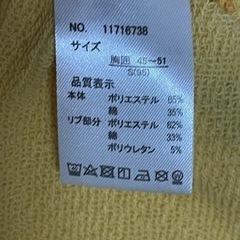 NO. 11716738
サイズ
胸囲 45～51
S(95)
品質表示
本体 ポリエステル 65%
綿 35%
リブ部分 ポリエステル 62%
綿 33%
ポリウレタン 5%